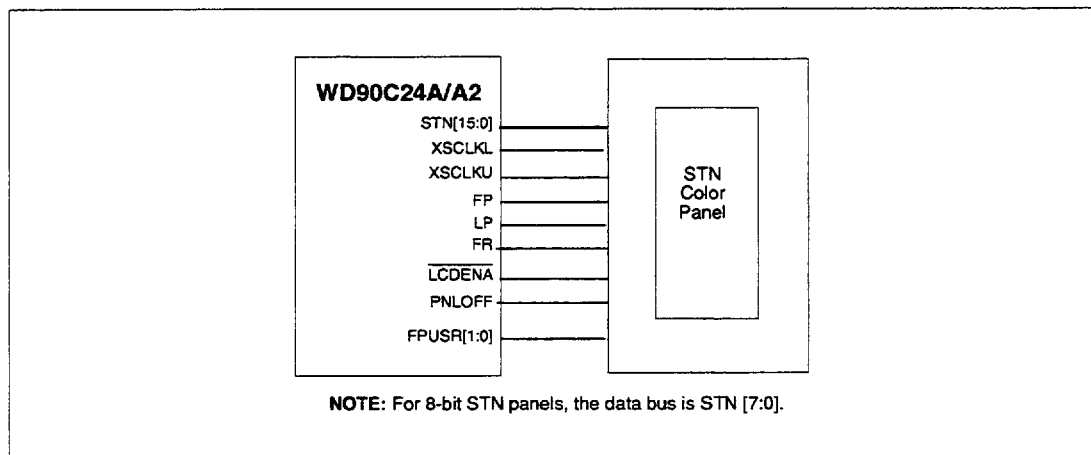 WD90C24A/A2
STN[15:0]
XSCLKL
XSCLKU
FP
LP
FR
LCDENA
PNLOFF
FPUSR[1:0]
STN
Color
Panel
NOTE: For 8-bit STN panels, the data bus is STN [7:0].